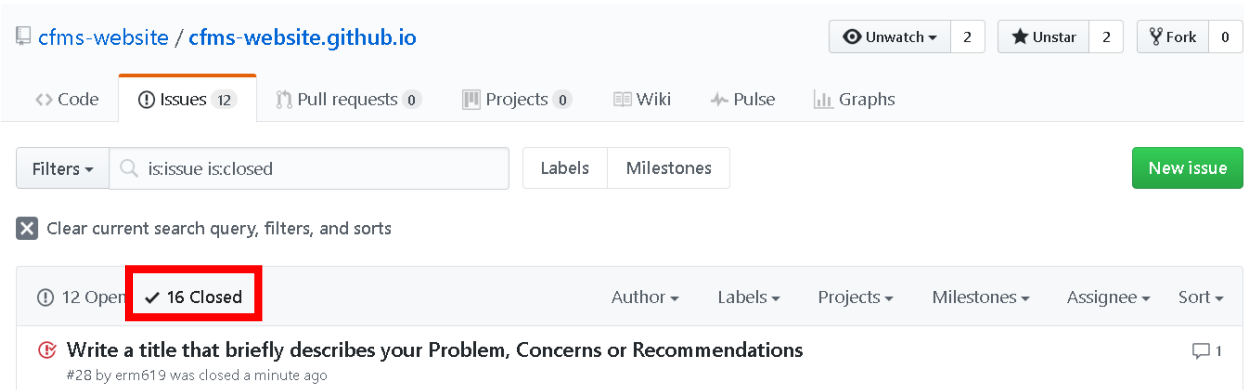 cfms-website / cfms-website.github.io Unwatch 2 Unstar 2 Fork 0
Code Issues 12 Pull requests 0 Projects 0 Wiki Pulse Graphs
Filters is:issue is:closed Labels Milestones New issue
Clear current search query, filters, and sorts
12 Open 16 Closed Author Labels Projects Milestones Assignee Sort
Write a title that briefly describes your Problem, Concerns or Recommendations 1
#28 by erm619 was closed a minute ago